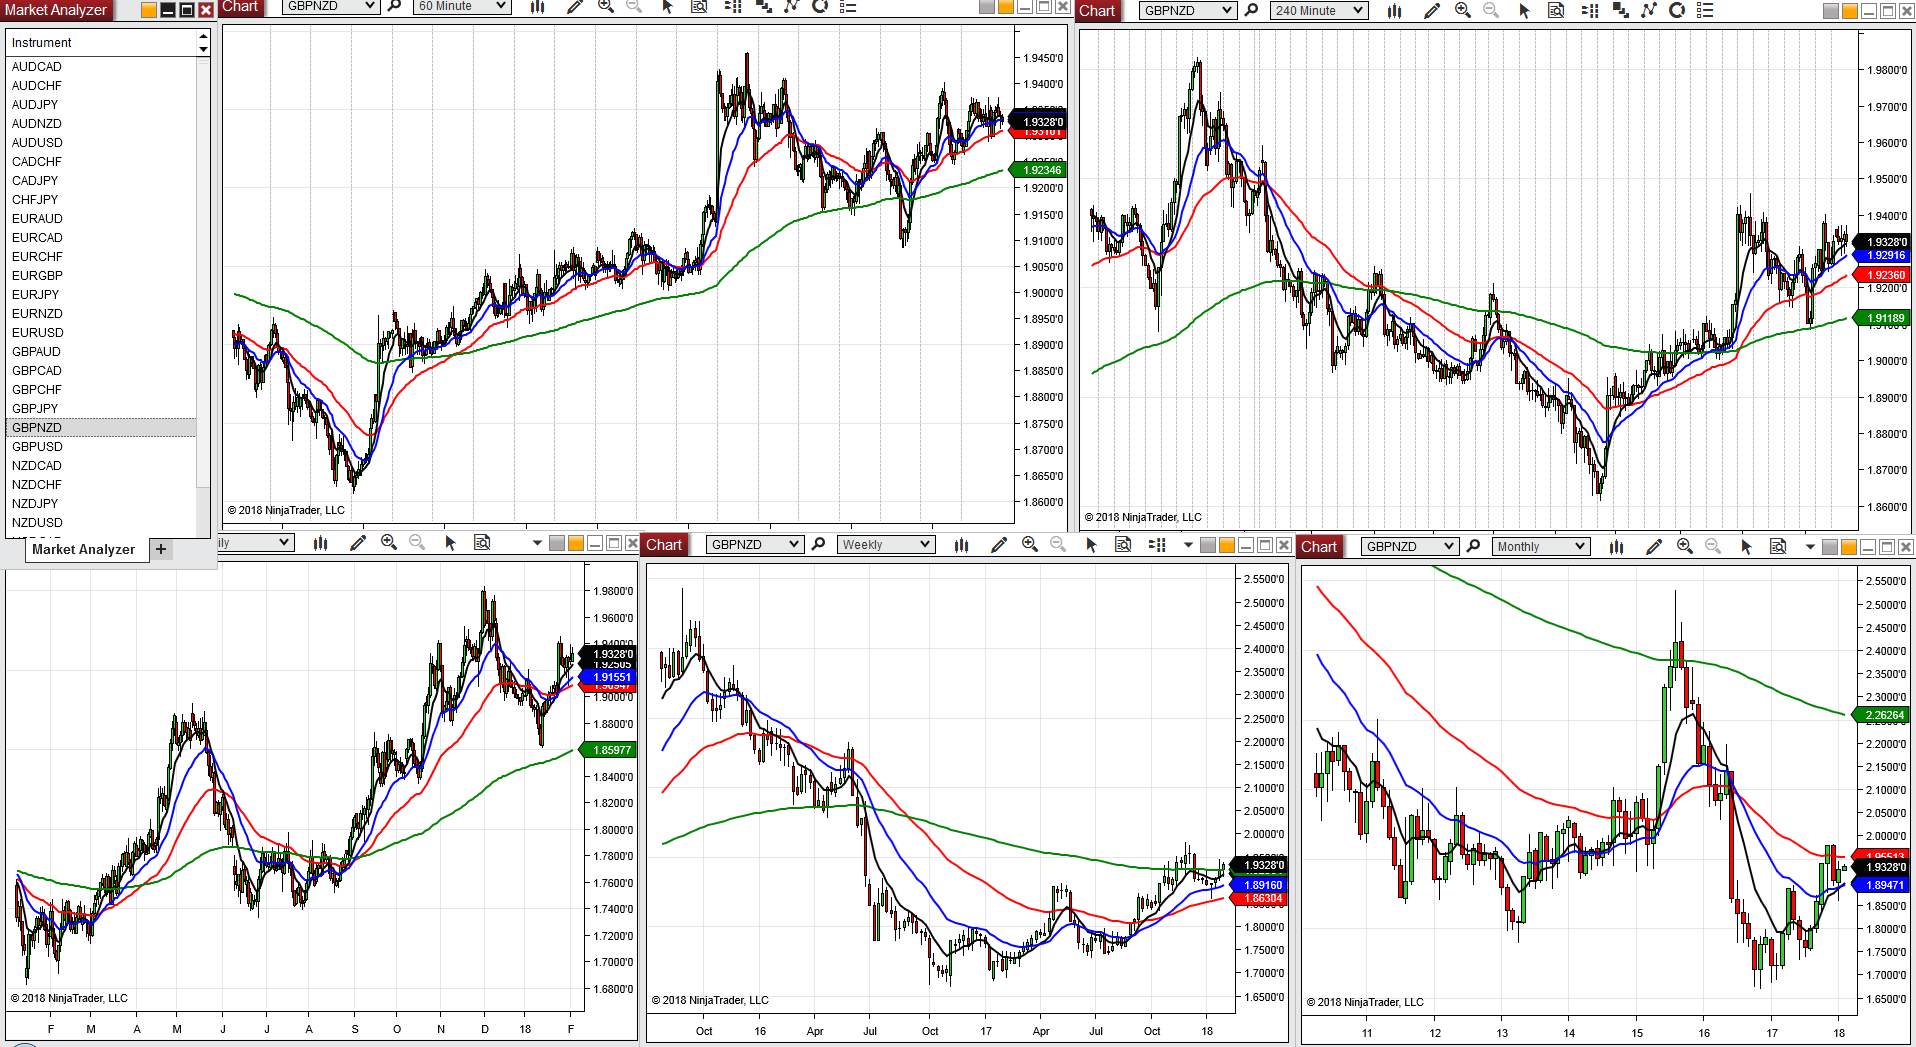 Market Analyzer
Instrument
AUDCAD
AUDCHF
AUDJPY
AUDNZD
AUDUSD
CADCHF
CADJPY
CHFJPY
EURAUD
EURCAD
EURCHF
EURGBP
EURJPY
EURNZD
EURUSD
GBPAUD
GBPCAD
GBPCHF
GBPJPY
GBPNZD
GBPUSD
NZDCAD
NZDCHF
NZDJPY
NZDUSD
Market Analyzer +
Chart GBPNZD 60 Minute
1.9450'0
1.9400'0
1.9328'0
1.92346
1.9200'0
1.9150'0
1.9100'0
1.9050'0
1.9000'0
1.8950'0
1.8900'0
1.8850'0
1.8800'0
1.8750'0
1.8700'0
1.8650'0
1.8600'0
© 2018 NinjaTrader, LLC
Chart GBPNZD 240 Minute
1.9800'0
1.9700'0
1.9600'0
1.9500'0
1.9400'0
1.9328'0
1.92916
1.92360
1.9200'0
1.91189
1.9000'0
1.8900'0
1.8800'0
1.8700'0
1.8600'0
© 2018 NinjaTrader, LLC
ily
1.9800'0
1.9600'0
1.9400'0
1.9328'0
1.91551
1.9000'0
1.8800'0
1.85977
1.8400'0
1.8200'0
1.8000'0
1.7800'0
1.7600'0
1.7400'0
1.7200'0
1.7000'0
1.6800'0
© 2018 NinjaTrader, LLC
F M A M J J A S O N D 18 F
Chart GBPNZD Weekly
2.5500'0
2.5000'0
2.4500'0
2.4000'0
2.3500'0
2.3000'0
2.2500'0
2.2000'0
2.1500'0
2.1000'0
2.0500'0
2.0000'0
1.9328'0
1.89160
1.86304
1.8000'0
1.7500'0
1.7000'0
1.6500'0
© 2018 NinjaTrader, LLC
Oct 16 Apr Jul Oct 17 Apr Jul Oct 18
Chart GBPNZD Monthly
2.5500'0
2.5000'0
2.4500'0
2.4000'0
2.3500'0
2.3000'0
2.26264
2.2000'0
2.1500'0
2.1000'0
2.0500'0
2.0000'0
1.9328'0
1.89471
1.8500'0
1.8000'0
1.7500'0
1.7000'0
1.6500'0
© 2018 NinjaTrader, LLC
11 12 13 14 15 16 17 18